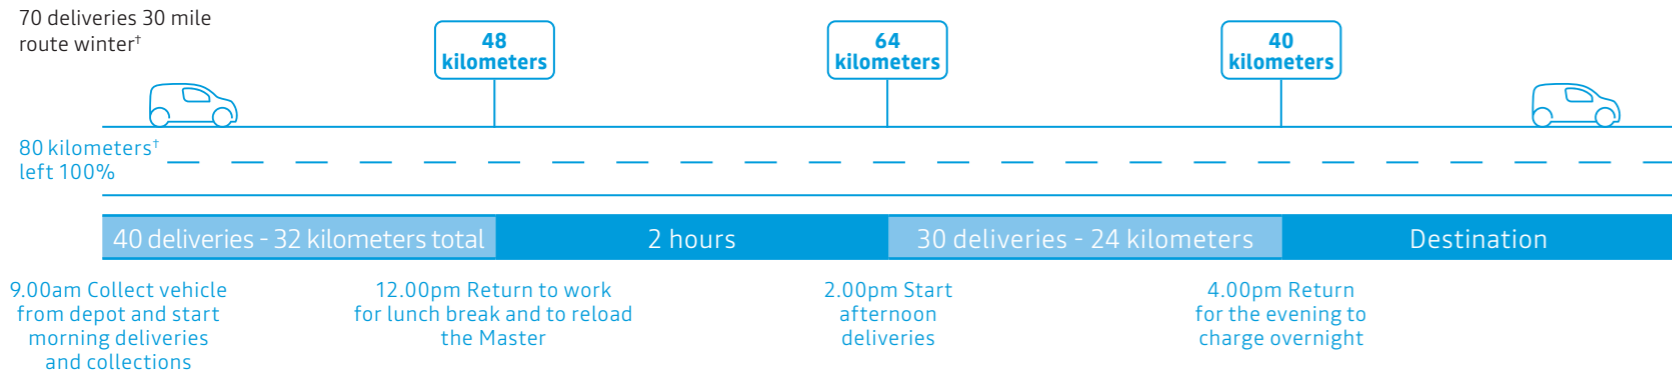 70 deliveries 30 mile
route winter†
48
kilometers
64
kilometers
40
kilometers
80 kilometers†
left 100%
40 deliveries - 32 kilometers total
2 hours
30 deliveries - 24 kilometers
Destination
9.00am Collect vehicle
from depot and start
morning deliveries
and collections
12.00pm Return to work
for lunch break and to reload
the Master
2.00pm Start
afternoon
deliveries
4.00pm Return
for the evening to
charge overnight